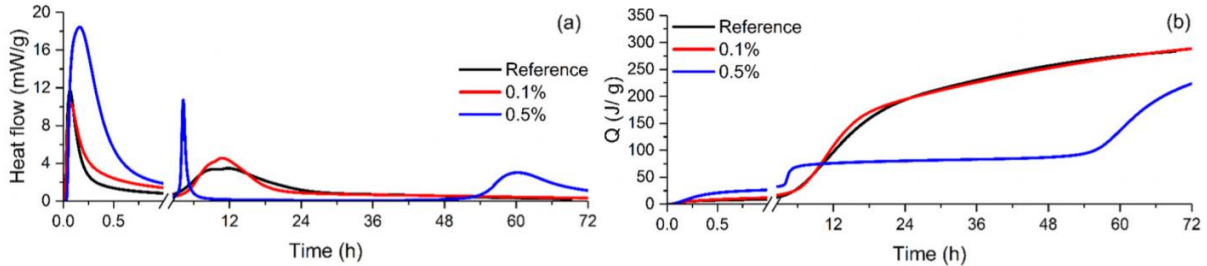 (a)
Heat flow (mW/g)
20
16
12
8
4
0
Reference
0.1%
0.5%
0.0 0.5 12 24 36 48 60 72
Time (h)
(b)
Q (J/ g)
350
300
250
200
150
100
50
0
Reference
0.1%
0.5%
0.0 0.5 12 24 36 48 60 72
Time (h)